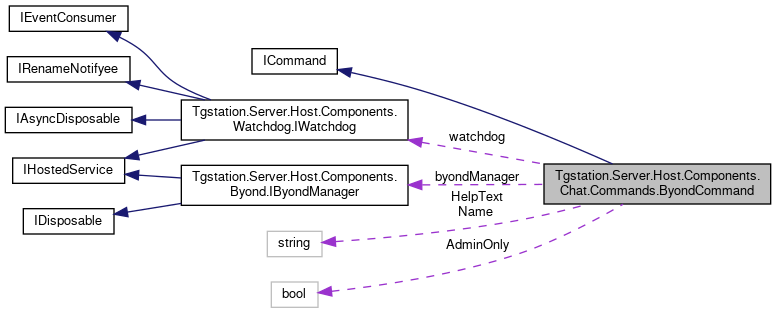 IEventConsumer
IRenameNotifyee
IAsyncDisposable
IHostedService
IDisposable
ICommand
Tgstation.Server.Host.Components.
Watchdog.IWatchdog
Tgstation.Server.Host.Components.
Byond.IByondManager
string
bool
watchdog
byondManager
HelpText
Name
AdminOnly
Tgstation.Server.Host.Components.
Chat.Commands.ByondCommand